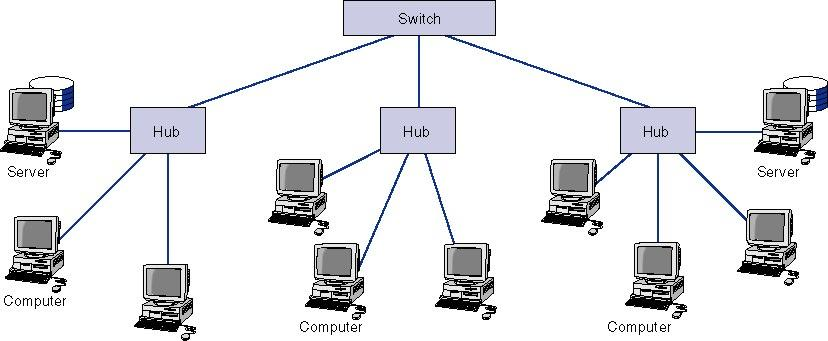 Switch
Hub
Hub
Hub
Server
Server
Computer
Computer
Computer